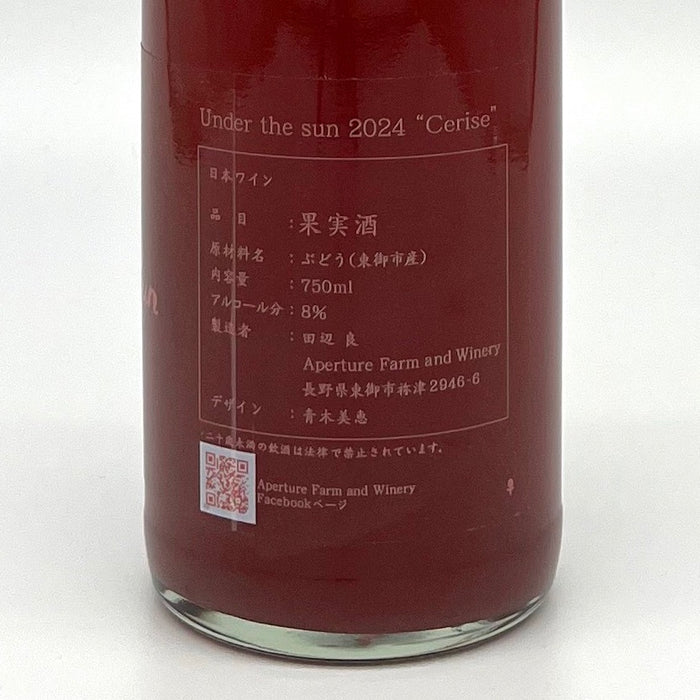 Under the sun 2024 “Cerise”
日本ワイン
品目 : 果実酒
原材料名 : ぶどう(東御市産)
内容量 : 750ml
アルコール分 : 8%
製造者 : 田辺 良
Aperture Farm and Winery
長野県東御市祢津2946-6
デザイン : 青木美恵
二十歳未満の飲酒は法律で禁止されています。
Aperture Farm and Winery
Facebookページ